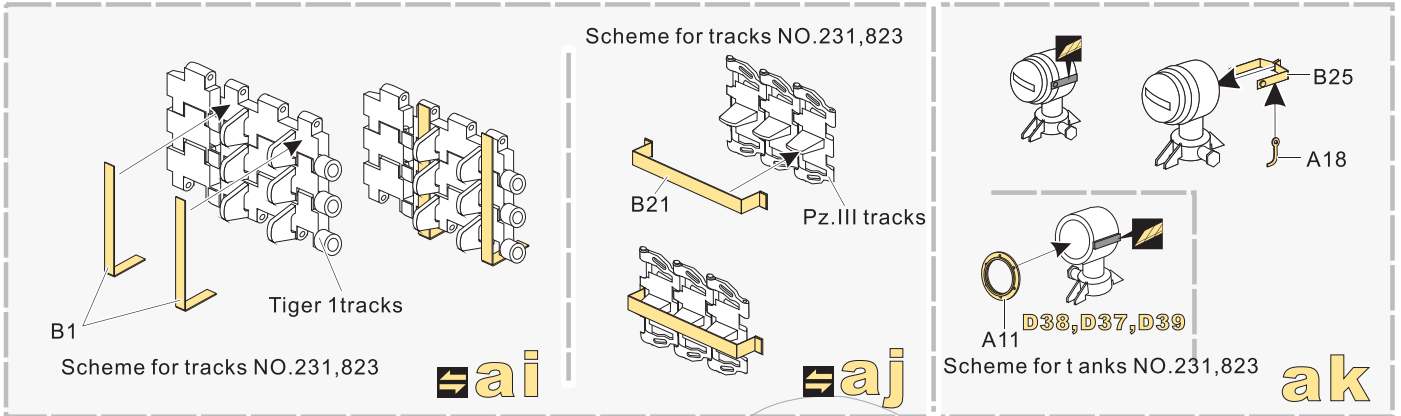 B1
Tiger 1tracks
Scheme for tracks NO.231,823
ai
Scheme for tracks NO.231,823
B21
Pz.III tracks
aj
B25
A18
A11
D38,D37,D39
Scheme for t anks NO.231,823
ak